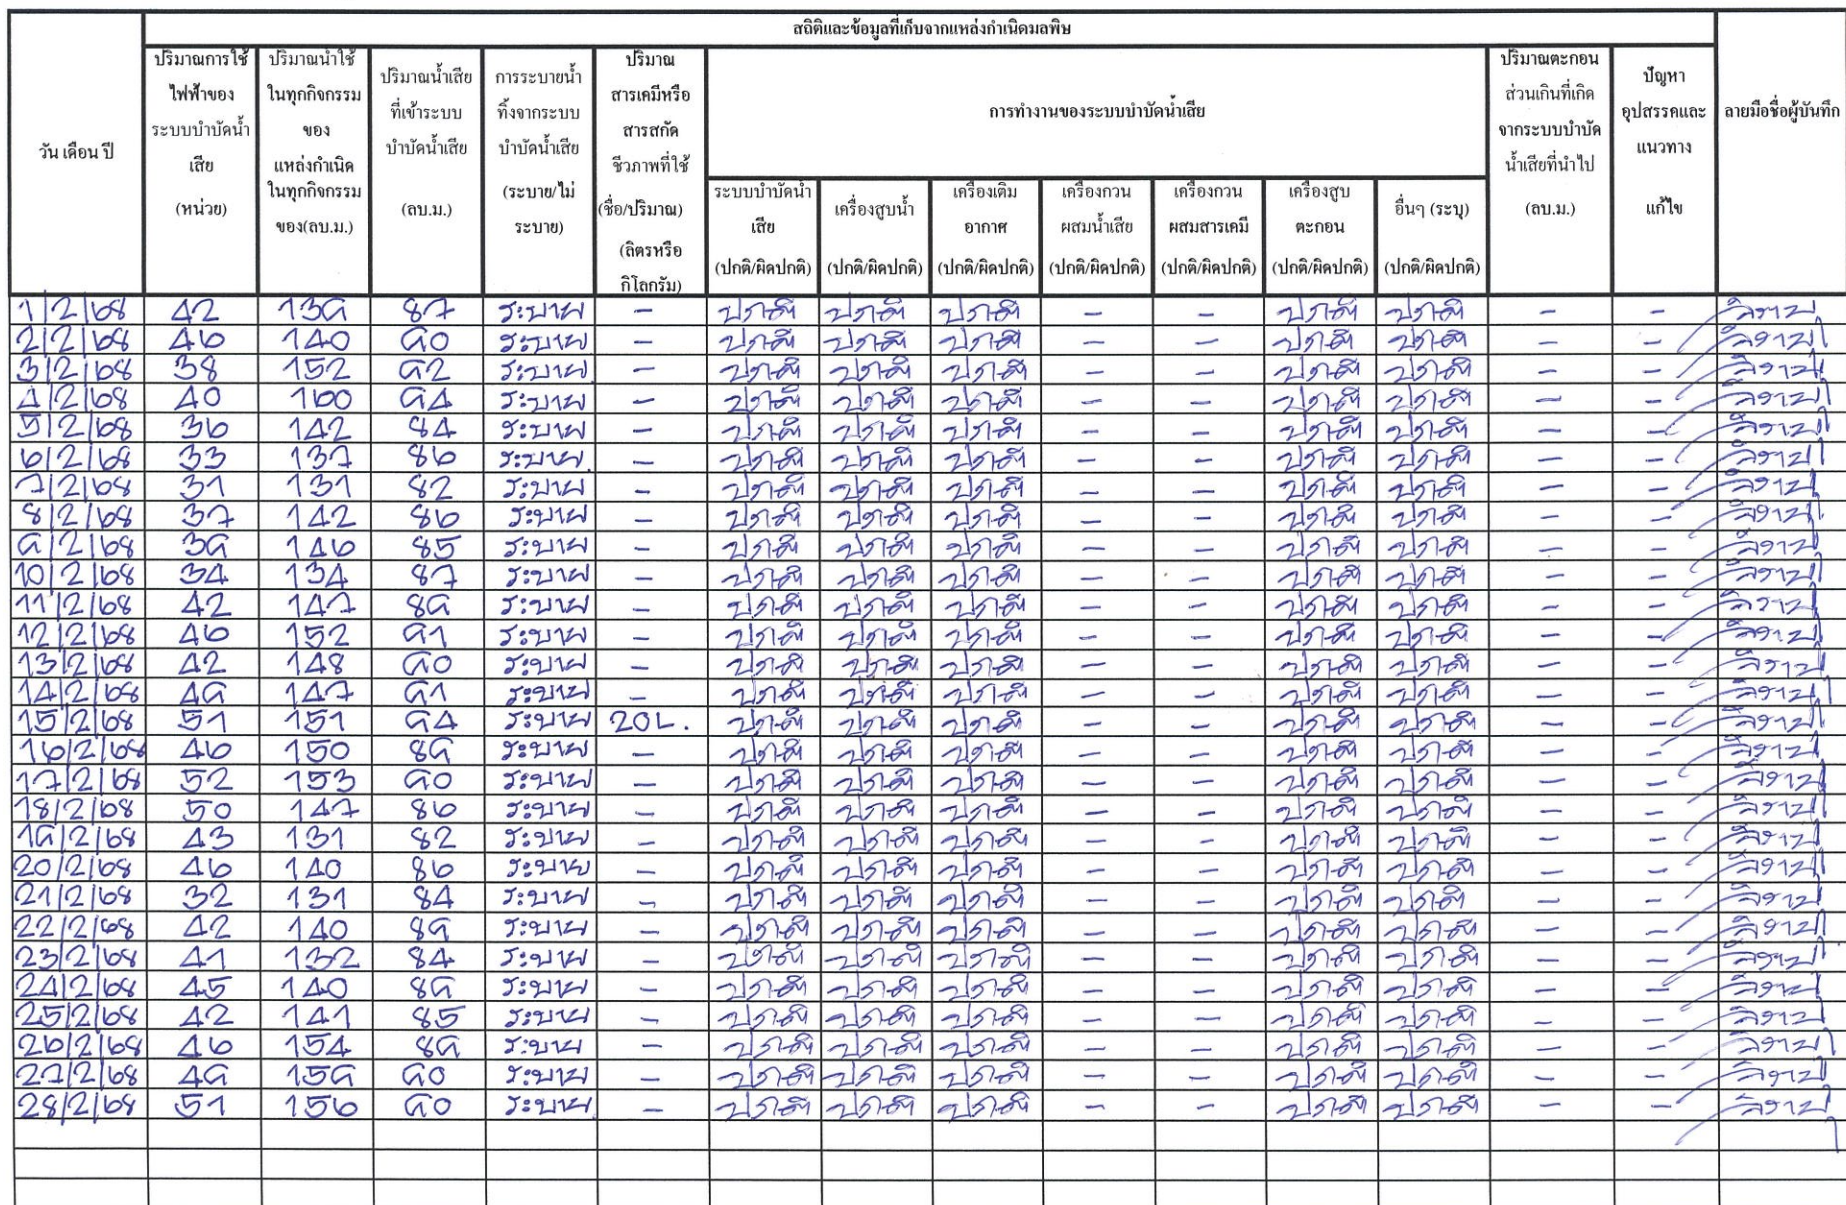 สถิติและข้อมูลที่เก็บจากแหล่งกำเนิดมลพิษ
วัน เดือน ปี
ปริมาณการใช้
ไฟฟ้าของ
ระบบบำบัดน้ำ
เสีย
(หน่วย)
ปริมาณน้ำใช้
ในทุกกิจกรรม
ของ
แหล่งกำเนิด
ในทุกกิจกรรม
ของ(ลบ.ม.)
ปริมาณน้ำเสีย
ที่เข้าระบบ
บำบัดน้ำเสีย
(ลบ.ม.)
การระบายน้ำ
ทิ้งจากระบบ
บำบัดน้ำเสีย
(ระบาย/ไม่
ระบาย)
ปริมาณ
สารเคมีหรือ
สารสกัด
ชีวภาพที่ใช้
(ชื่อ/ปริมาณ)
(ลิตรหรือ
กิโลกรัม)
การทำงานของระบบบำบัดน้ำเสีย
ระบบบำบัดน้ำ
เสีย
(ปกติ/ผิดปกติ)
เครื่องสูบน้ำ
(ปกติ/ผิดปกติ)
เครื่องเติม
อากาศ
(ปกติ/ผิดปกติ)
เครื่องกวน
ผสมน้ำเสีย
(ปกติ/ผิดปกติ)
เครื่องกวน
ผสมสารเคมี
(ปกติ/ผิดปกติ)
เครื่องสูบ
ตะกอน
(ปกติ/ผิดปกติ)
อื่นๆ (ระบุ)
(ปกติ/ผิดปกติ)
ปริมาณตะกอน
ส่วนเกินที่เกิด
จากระบบบำบัด
น้ำเสียที่นำไป
(ลบ.ม.)
ปัญหา
อุปสรรคและ
แนวทาง
แก้ไข
ลายมือชื่อผู้บันทึก
1/2/68 42 139 87 ระบาย - ปกติ ปกติ ปกติ - - ปกติ ปกติ - -
2/2/68 46 140 90 ระบาย - ปกติ ปกติ ปกติ - - ปกติ ปกติ - -
3/2/68 38 152 92 ระบาย - ปกติ ปกติ ปกติ - - ปกติ ปกติ - -
4/2/68 40 160 94 ระบาย - ปกติ ปกติ ปกติ - - ปกติ ปกติ - -
5/2/68 36 142 84 ระบาย - ปกติ ปกติ ปกติ - - ปกติ ปกติ - -
6/2/68 33 137 86 ระบาย - ปกติ ปกติ ปกติ - - ปกติ ปกติ - -
7/2/68 31 131 82 ระบาย - ปกติ ปกติ ปกติ - - ปกติ ปกติ - -
8/2/68 37 142 86 ระบาย - ปกติ ปกติ ปกติ - - ปกติ ปกติ - -
9/2/68 39 146 85 ระบาย - ปกติ ปกติ ปกติ - - ปกติ ปกติ - -
10/2/68 34 134 87 ระบาย - ปกติ ปกติ ปกติ - - ปกติ ปกติ - -
11/2/68 42 147 89 ระบาย - ปกติ ปกติ ปกติ - - ปกติ ปกติ - -
12/2/68 46 152 91 ระบาย - ปกติ ปกติ ปกติ - - ปกติ ปกติ - -
13/2/68 42 148 90 ระบาย - ปกติ ปกติ ปกติ - - ปกติ ปกติ - -
14/2/68 49 147 91 ระบาย - ปกติ ปกติ ปกติ - - ปกติ ปกติ - -
15/2/68 51 151 94 ระบาย 20L. ปกติ ปกติ ปกติ - - ปกติ ปกติ - -
16/2/68 46 150 89 ระบาย - ปกติ ปกติ ปกติ - - ปกติ ปกติ - -
17/2/68 52 153 90 ระบาย - ปกติ ปกติ ปกติ - - ปกติ ปกติ - -
18/2/68 50 147 86 ระบาย - ปกติ ปกติ ปกติ - - ปกติ ปกติ - -
19/2/68 43 131 82 ระบาย - ปกติ ปกติ ปกติ - - ปกติ ปกติ - -
20/2/68 46 140 86 ระบาย - ปกติ ปกติ ปกติ - - ปกติ ปกติ - -
21/2/68 32 131 84 ระบาย - ปกติ ปกติ ปกติ - - ปกติ ปกติ - -
22/2/68 42 140 89 ระบาย - ปกติ ปกติ ปกติ - - ปกติ ปกติ - -
23/2/68 41 132 84 ระบาย - ปกติ ปกติ ปกติ - - ปกติ ปกติ - -
24/2/68 45 140 89 ระบาย - ปกติ ปกติ ปกติ - - ปกติ ปกติ - -
25/2/68 42 141 85 ระบาย - ปกติ ปกติ ปกติ - - ปกติ ปกติ - -
26/2/68 46 154 89 ระบาย - ปกติ ปกติ ปกติ - - ปกติ ปกติ - -
27/2/68 49 159 90 ระบาย - ปกติ ปกติ ปกติ - - ปกติ ปกติ - -
28/2/68 51 156 90 ระบาย - ปกติ ปกติ ปกติ - - ปกติ ปกติ - -